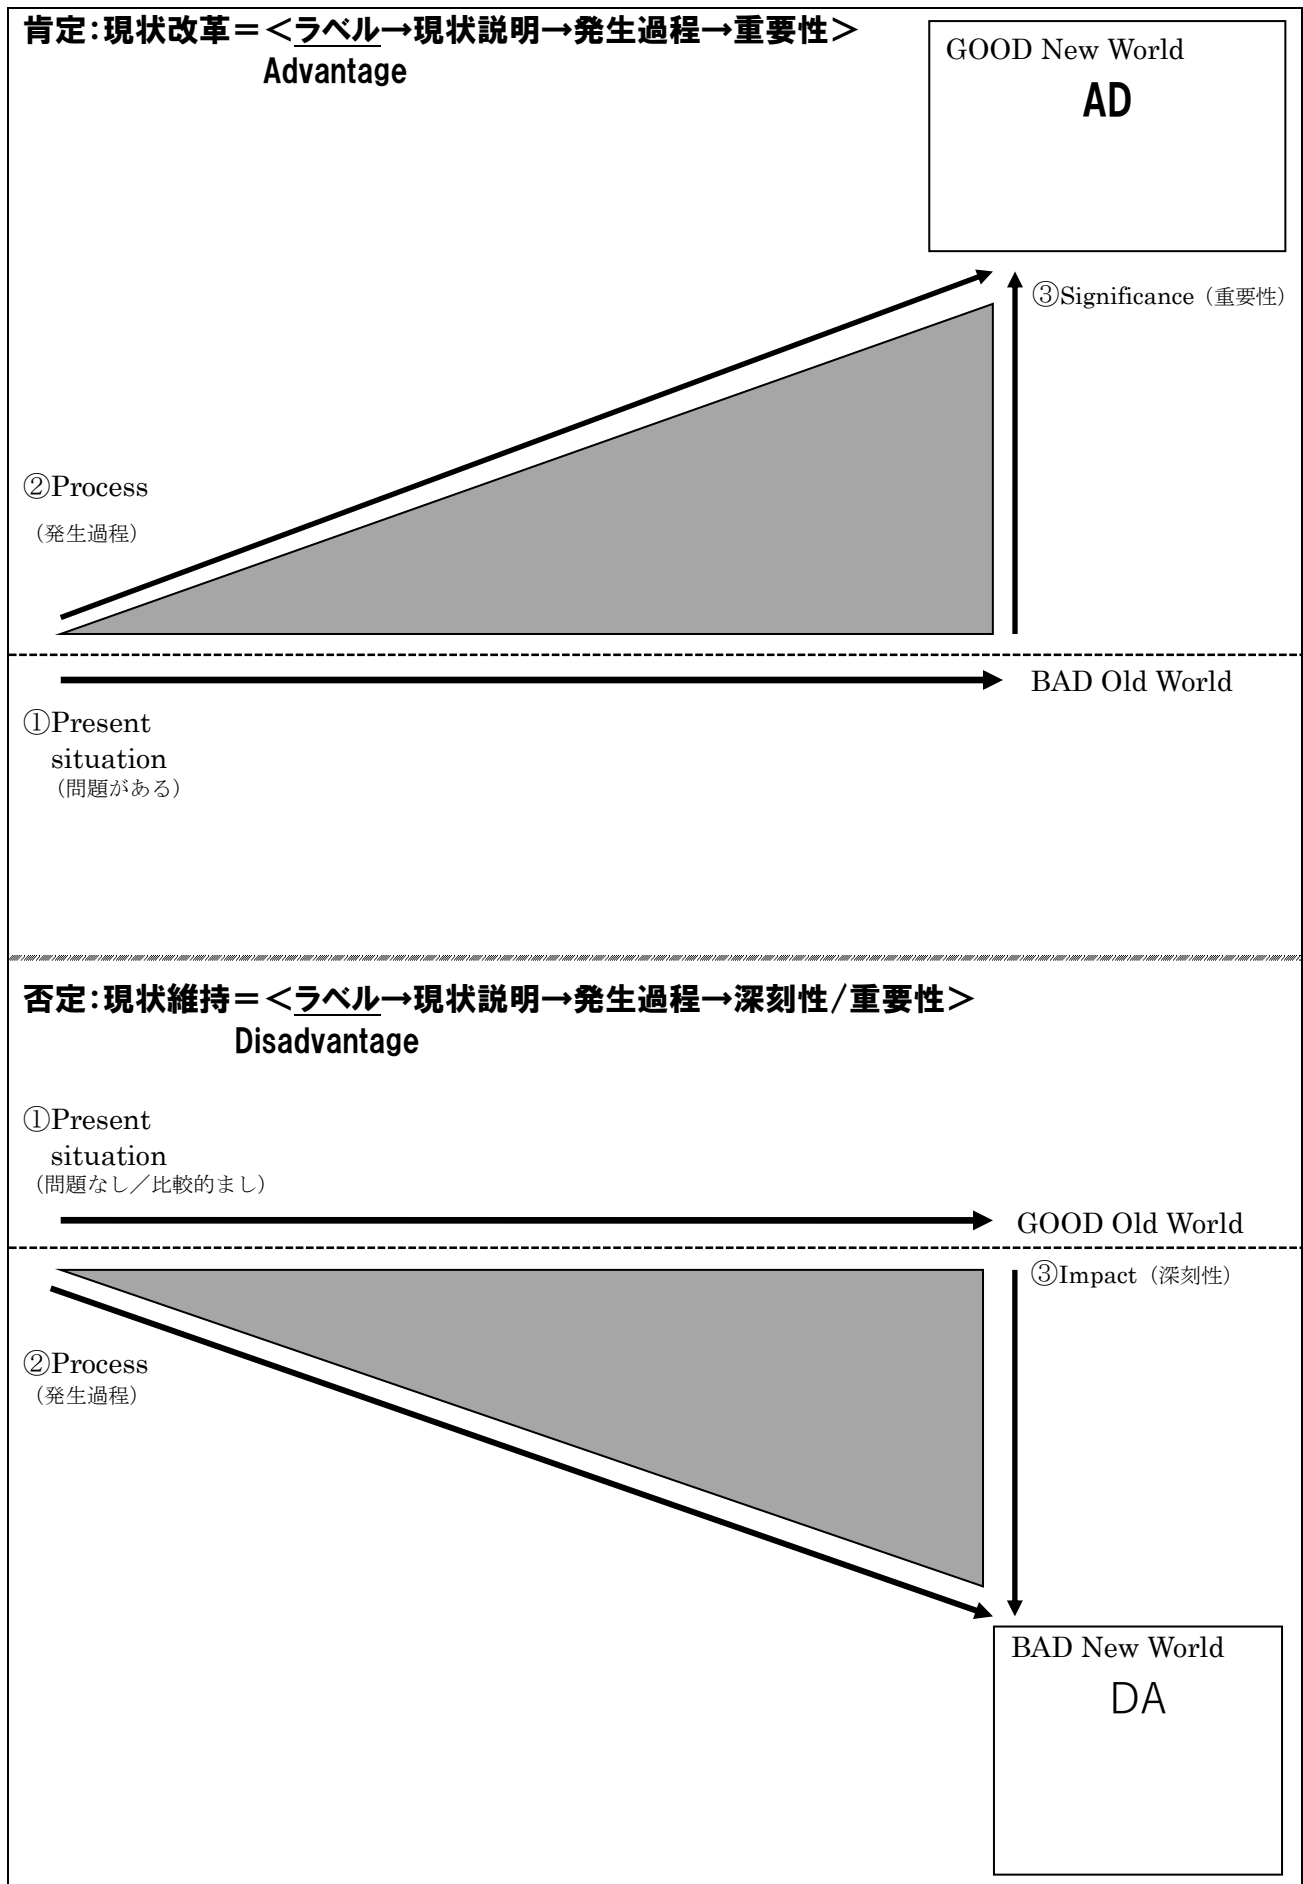 肯定:現状改革=<ラベル→現状説明→発生過程→重要性>
Advantage
GOOD New World
AD
③Significance(重要性)
②Process
(発生過程)
BAD Old World
①Present
situation
(問題がある)
否定:現状維持=<ラベル→現状説明→発生過程→深刻性/重要性>
Disadvantage
①Present
situation
(問題なし/比較的まし)
GOOD Old World
③Impact(深刻性)
②Process
(発生過程)
BAD New World
DA